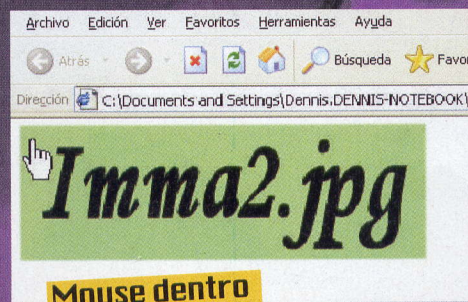 Archivo Edición Ver Favoritos Herramientas Ayuda
Atrás Búsqueda
Dirección C:\Documents and Settings\Dennis.DENNIS-NOTEBOOK\
Imma2.jpg
Mouse dentro